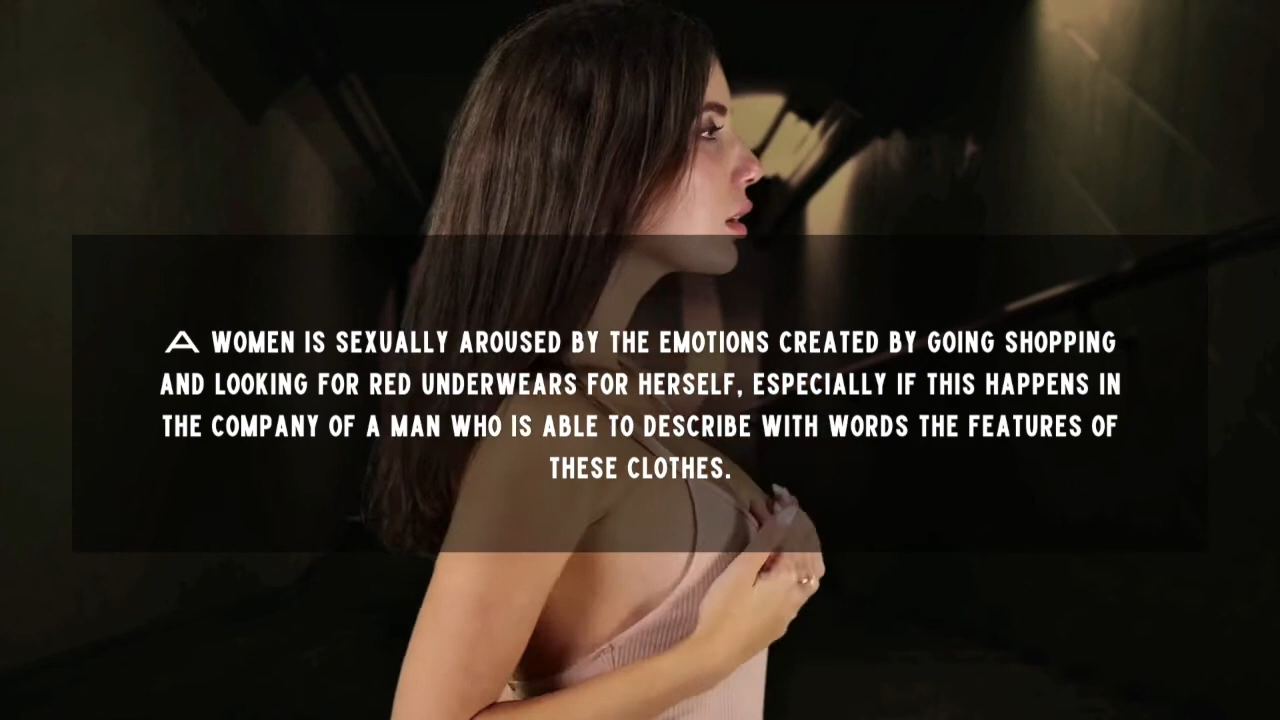 A WOMEN IS SEXUALLY AROUSED BY THE EMOTIONS CREATED BY GOING SHOPPING
AND LOOKING FOR RED UNDERWEARS FOR HERSELF, ESPECIALLY IF THIS HAPPENS IN
THE COMPANY OF A MAN WHO IS ABLE TO DESCRIBE WITH WORDS THE FEATURES OF
THESE CLOTHES.